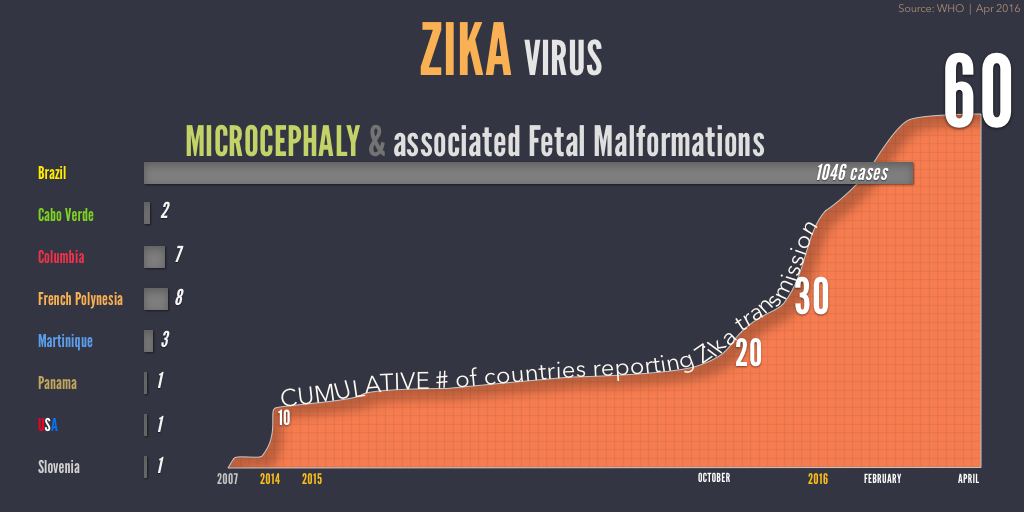 Source: WHO | Apr 2016
ZIKA VIRUS
60
MICROCEPHALY & associated Fetal Malformations
Brazil 1046 cases
Cabo Verde 2
Columbia 7
French Polynesia 8
Martinique 3
Panama 1
USA 1
Slovenia 1
CUMULATIVE # of countries reporting Zika transmission
10
20
30
2007 2014 2015 OCTOBER 2016 FEBRUARY APRIL